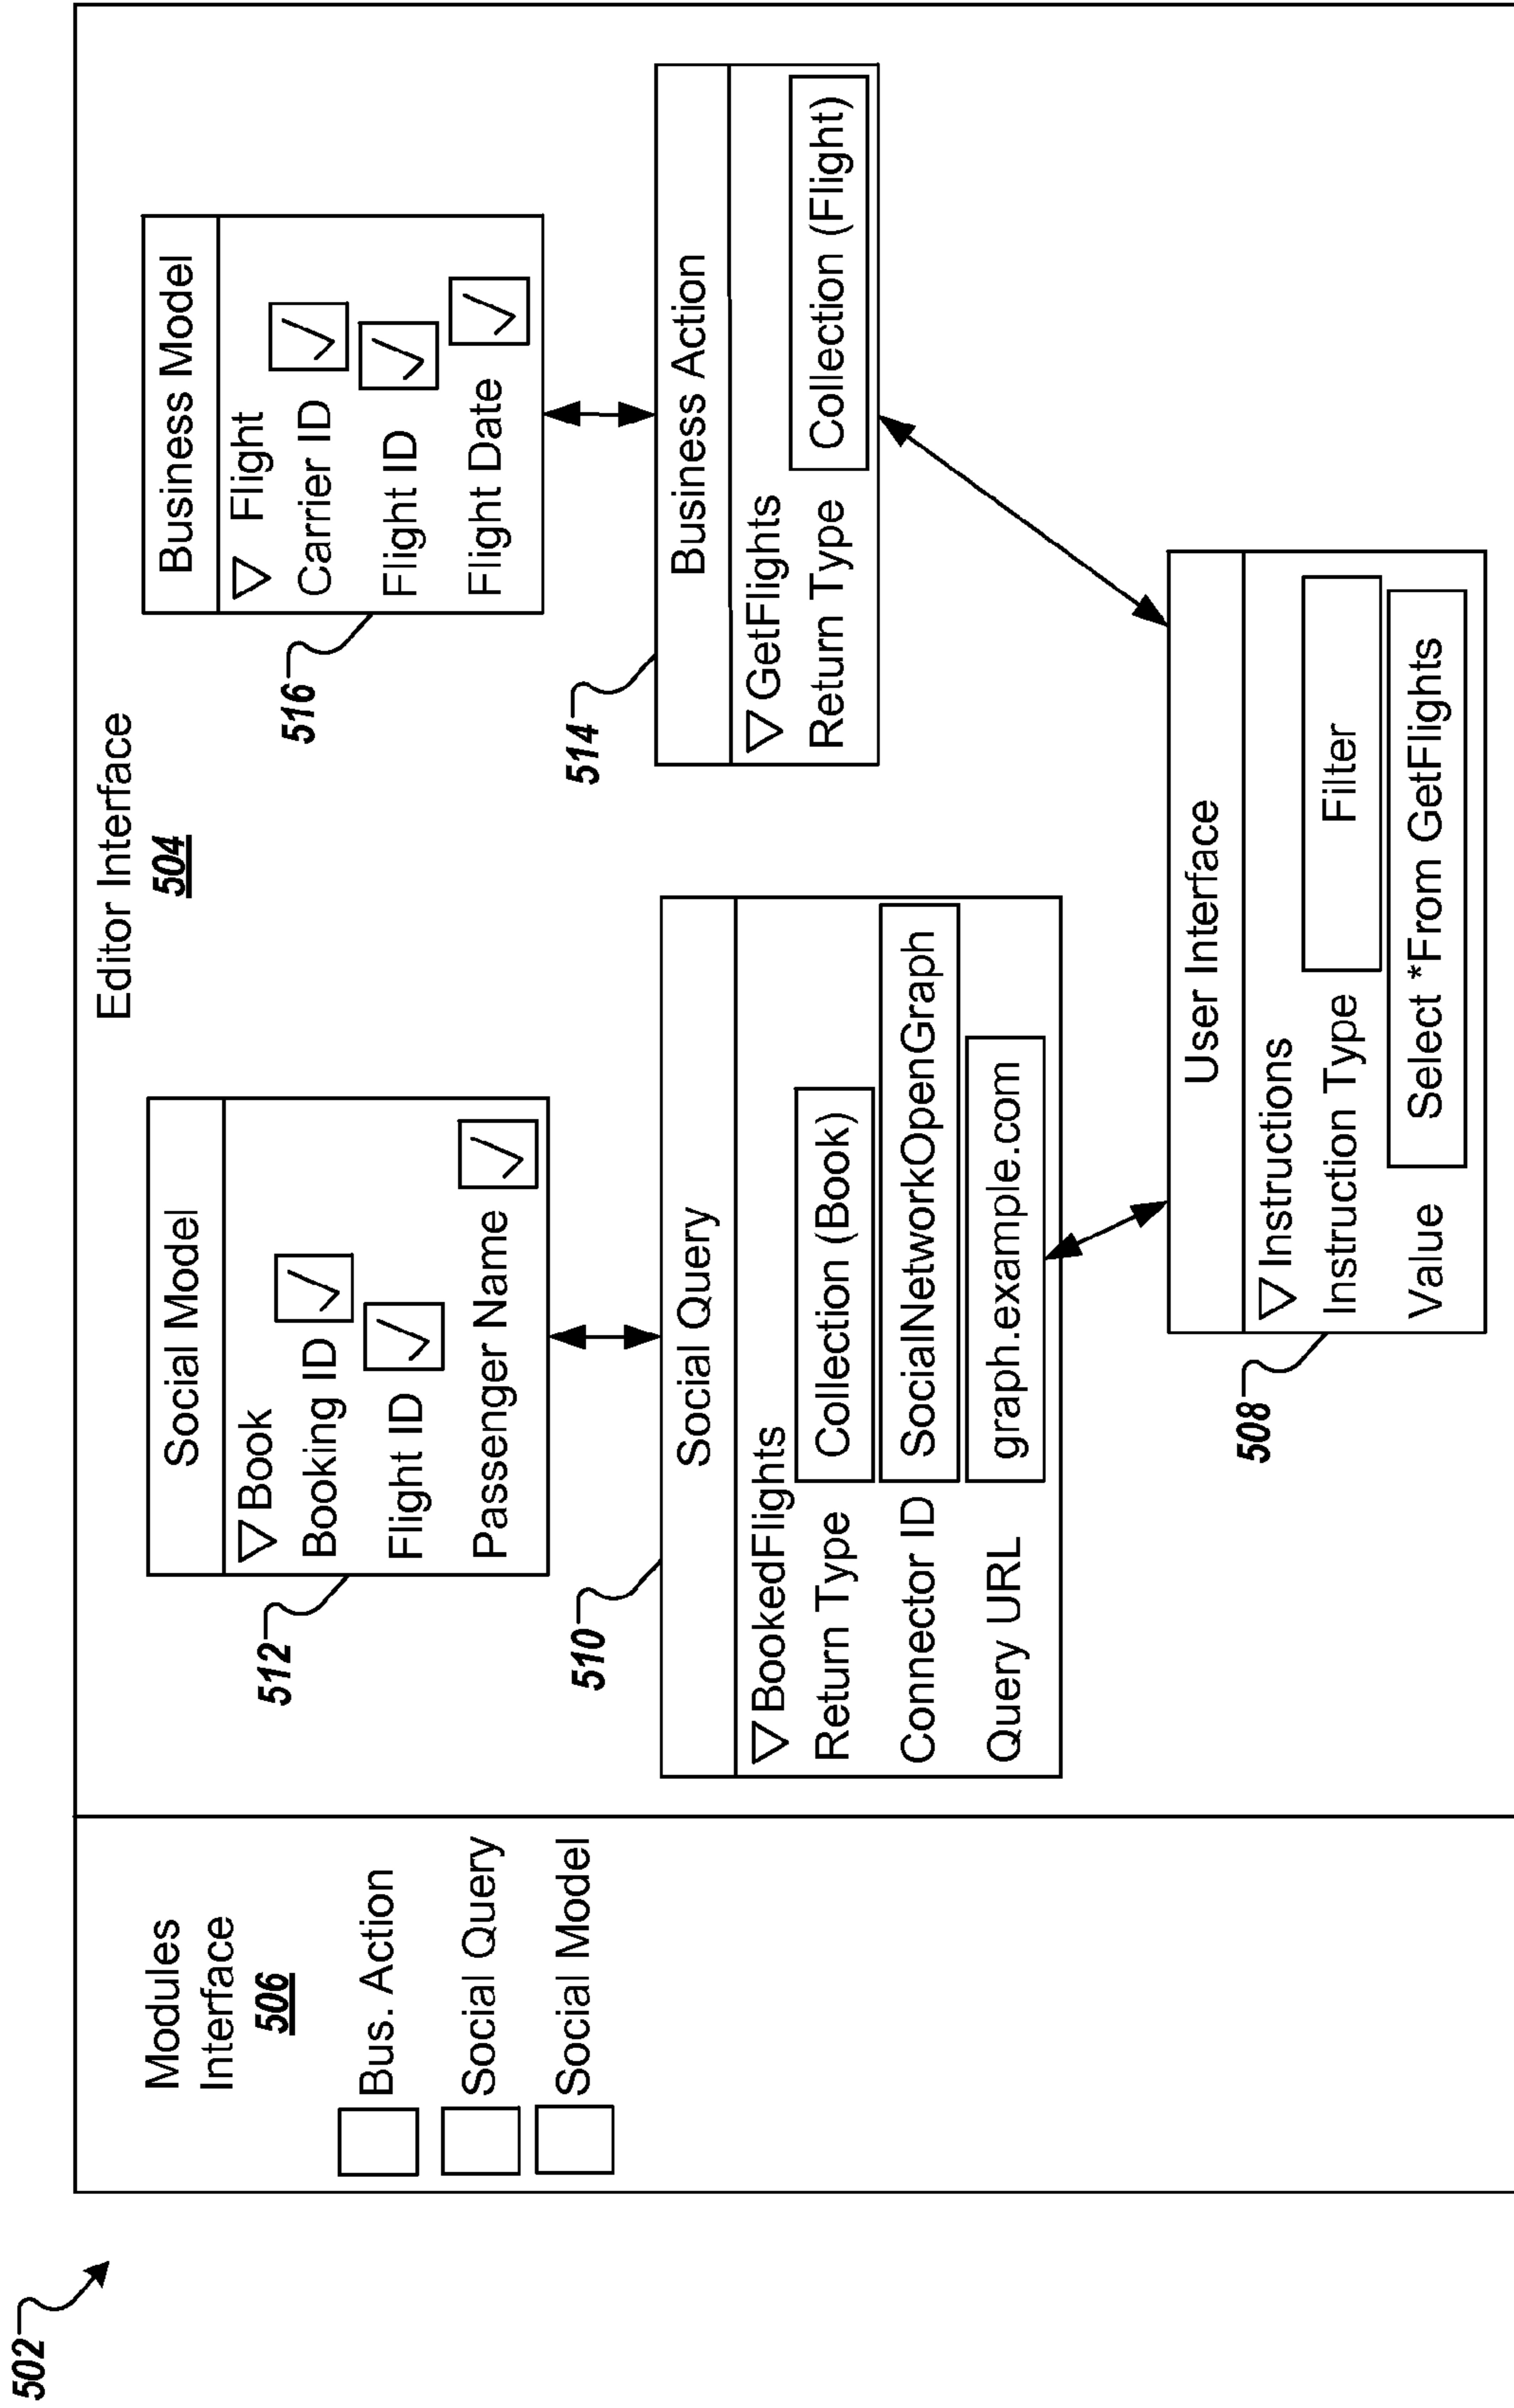 502
Modules
Interface
506
Bus. Action
Social Query
Social Model
Editor Interface
504
Social Model
▽ Book
Booking ID ✓
Flight ID ✓
Passenger Name ✓
512
Business Model
▽ Flight
Carrier ID ✓
Flight ID ✓
Flight Date ✓
516
Social Query
▽ BookedFlights
Return Type Collection (Book)
Connector ID SocialNetworkOpenGraph
Query URL graph.example.com
510
Business Action
▽ GetFlights
Return Type Collection (Flight)
514
User Interface
▽ Instructions
Instruction Type Filter
Value Select *From GetFlights
508